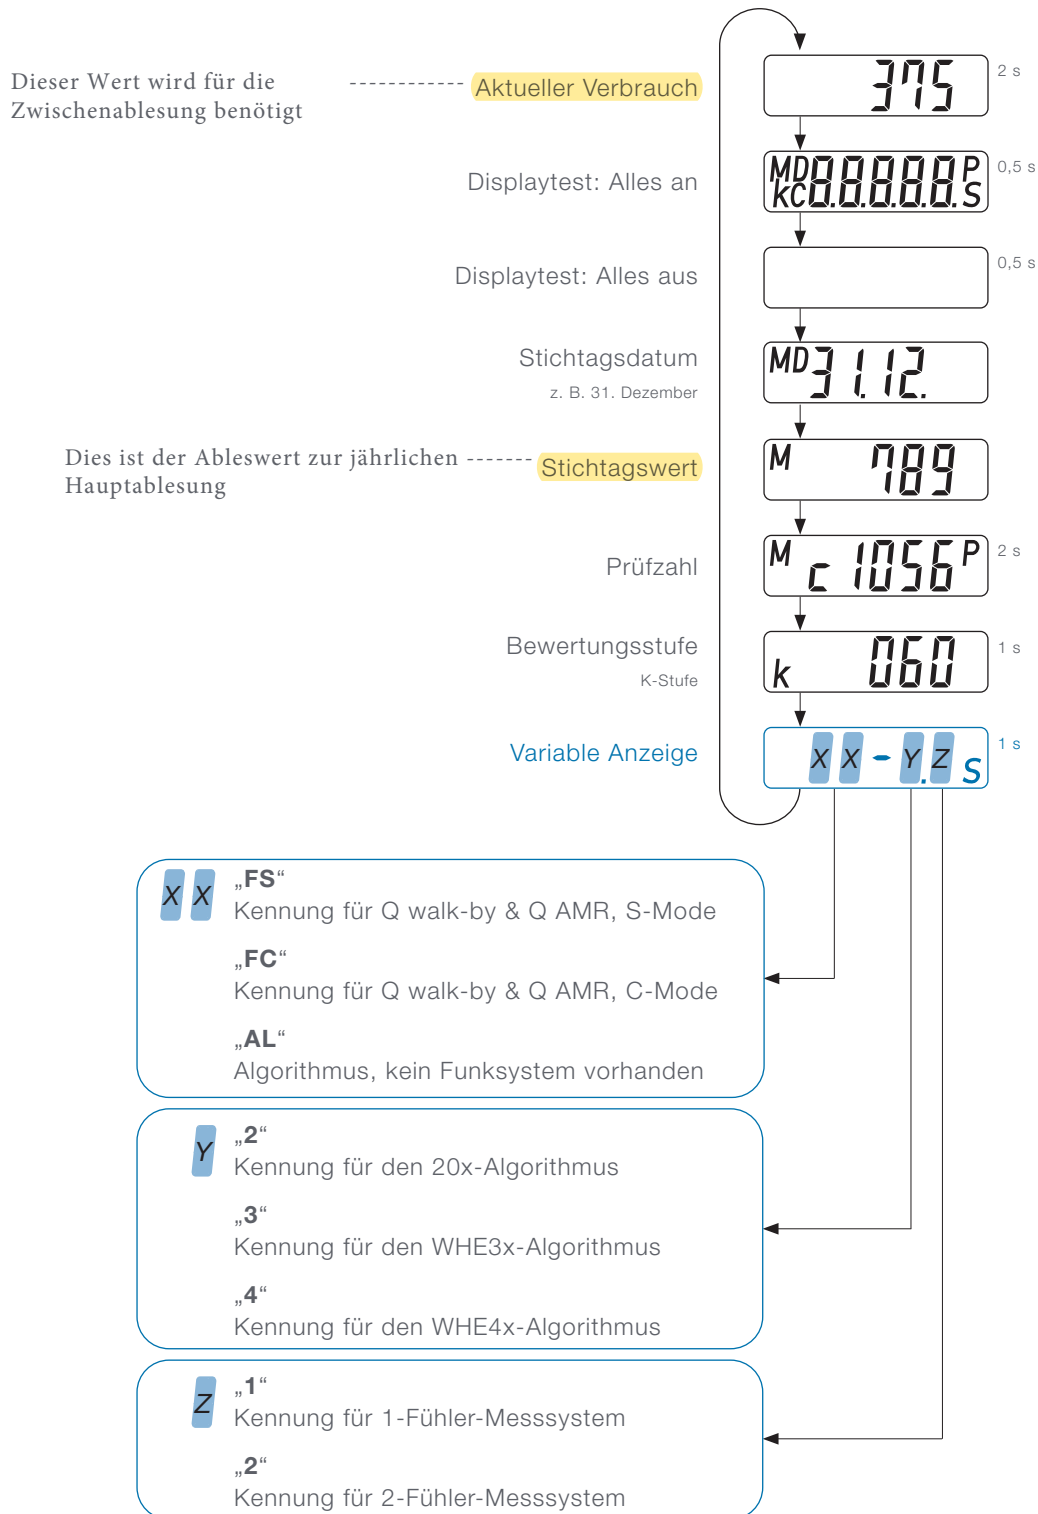 Dieser Wert wird für die
Zwischenablesung benötigt
Aktueller Verbrauch
375
2 s
Displaytest: Alles an
MD
kC
8.8.8.8.8.
P
S
0,5 s
Displaytest: Alles aus
0,5 s
Stichtagsdatum
z. B. 31. Dezember
MD 31.12.
Dies ist der Ableswert zur jährlichen
Hauptablesung
Stichtagswert
M 789
Prüfzahl
M c 1056 P
2 s
Bewertungsstufe
K-Stufe
k 060
1 s
Variable Anzeige
X X - Y.Z S
1 s
X X
„FS“
Kennung für Q walk-by & Q AMR, S-Mode
„FC“
Kennung für Q walk-by & Q AMR, C-Mode
„AL“
Algorithmus, kein Funksystem vorhanden
Y
„2“
Kennung für den 20x-Algorithmus
„3“
Kennung für den WHE3x-Algorithmus
„4“
Kennung für den WHE4x-Algorithmus
Z
„1“
Kennung für 1-Fühler-Messsystem
„2“
Kennung für 2-Fühler-Messsystem